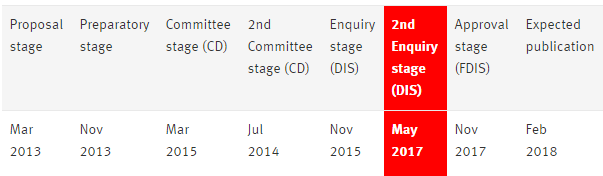 Proposal stage
Preparatory stage
Committee stage (CD)
2nd Committee stage (CD)
Enquiry stage (DIS)
2nd Enquiry stage (DIS)
Approval stage (FDIS)
Expected publication
Mar 2013
Nov 2013
Mar 2015
Jul 2014
Nov 2015
May 2017
Nov 2017
Feb 2018